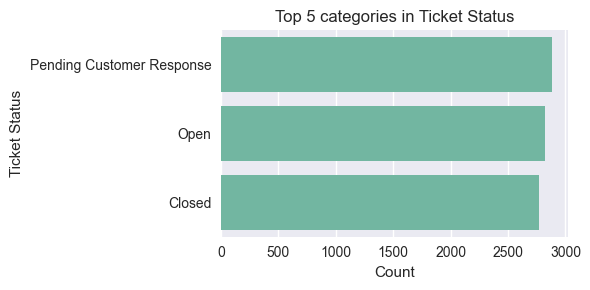 Top 5 categories in Ticket Status
Ticket Status
Pending Customer Response
Open
Closed
0 500 1000 1500 2000 2500 3000
Count